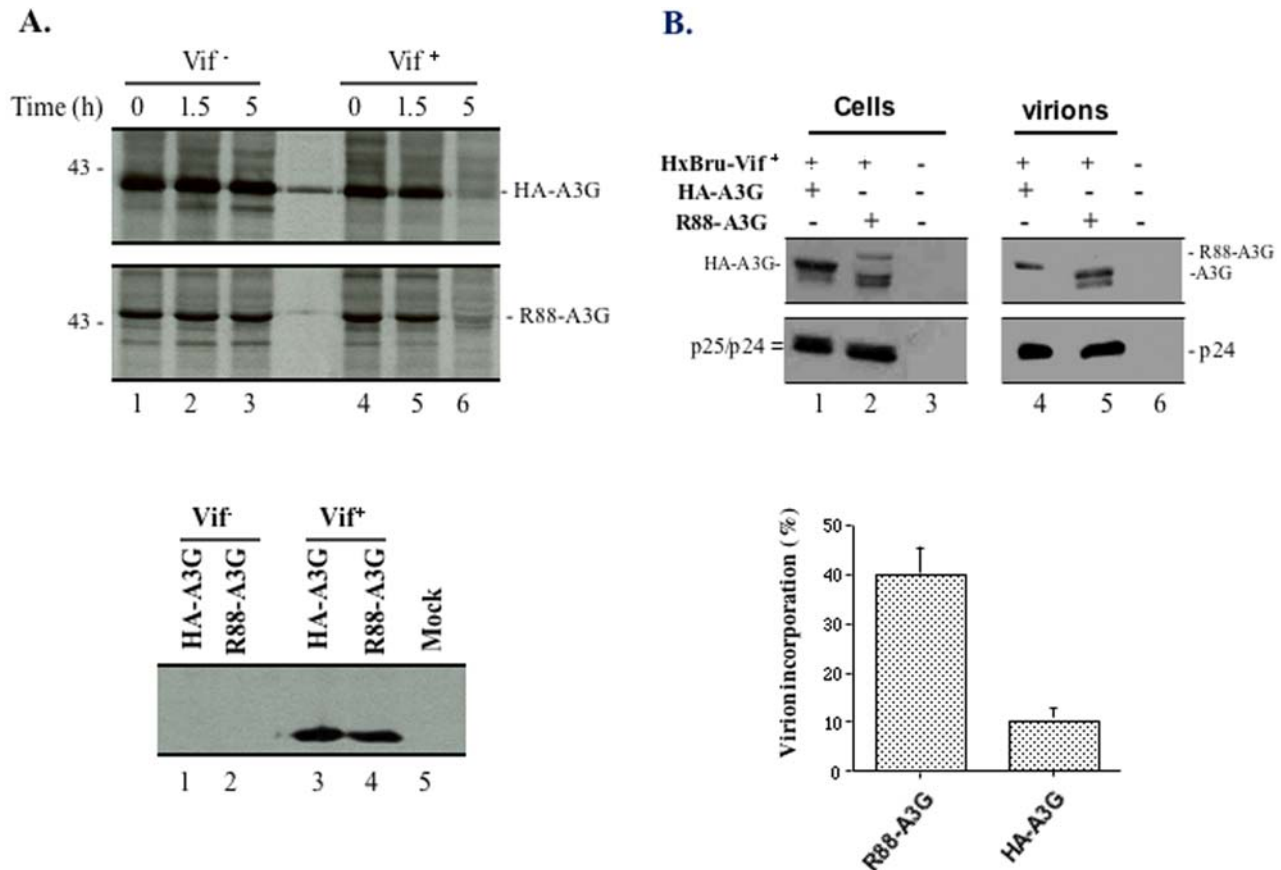 A.
Vif - Vif +
Time (h) 0 1.5 5 0 1.5 5
43 -
- HA-A3G
43 -
- R88-A3G
1 2 3 4 5 6
Vif- Vif+
HA-A3G R88-A3G HA-A3G R88-A3G Mock
1 2 3 4 5
B.
Cells virions
HxBru-Vif + + + - + + -
HA-A3G + - - + - -
R88-A3G - + - - + -
HA-A3G-
- R88-A3G
-A3G
p25/p24 =
- p24
1 2 3 4 5 6
Virion incorporation (%)
50
40
30
20
10
0
R88-A3G HA-A3G